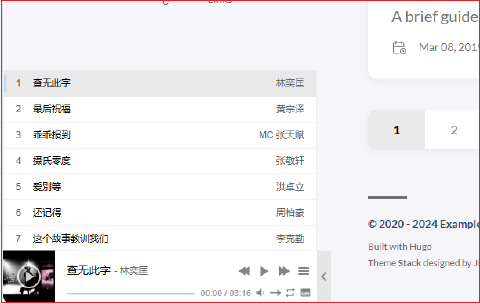 A brief guide
Mar 08, 201
1 查无此字 林奕匡
2 最后祝福 黄宗泽
3 乖乖报到 MC 张天赋
4 摄氏零度 张敬轩
5 爱别等 洪卓立
6 还记得 周柏豪
7 这个故事教训我们 李克勤
查无此字 - 林奕匡
00:00 / 03:16
1 2
© 2020 - 2024 Example
Built with Hugo
Theme Stack designed by J